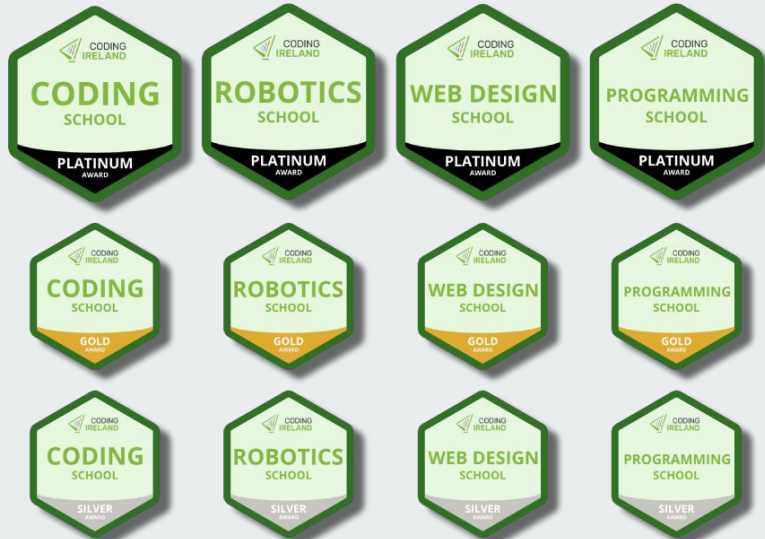 CODING
IRELAND
CODING
SCHOOL
PLATINUM
AWARD
CODING
IRELAND
ROBOTICS
SCHOOL
PLATINUM
AWARD
CODING
IRELAND
WEB DESIGN
SCHOOL
PLATINUM
AWARD
CODING
IRELAND
PROGRAMMING
SCHOOL
PLATINUM
AWARD
CODING
IRELAND
CODING
SCHOOL
GOLD
AWARD
CODING
IRELAND
ROBOTICS
SCHOOL
GOLD
AWARD
CODING
IRELAND
WEB DESIGN
SCHOOL
GOLD
AWARD
CODING
IRELAND
PROGRAMMING
SCHOOL
GOLD
AWARD
CODING
IRELAND
CODING
SCHOOL
SILVER
AWARD
CODING
IRELAND
ROBOTICS
SCHOOL
SILVER
AWARD
CODING
IRELAND
WEB DESIGN
SCHOOL
SILVER
AWARD
CODING
IRELAND
PROGRAMMING
SCHOOL
SILVER
AWARD